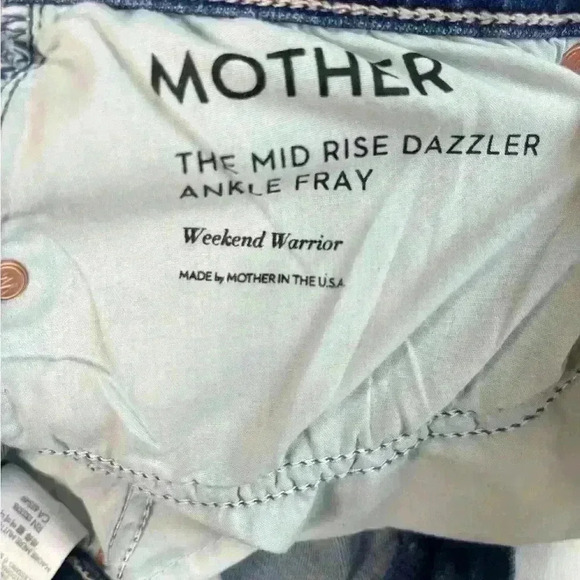 MOTHER
THE MID RISE DAZZLER
ANKLE FRAY
Weekend Warrior
MADE by MOTHER IN THE U.S.A.